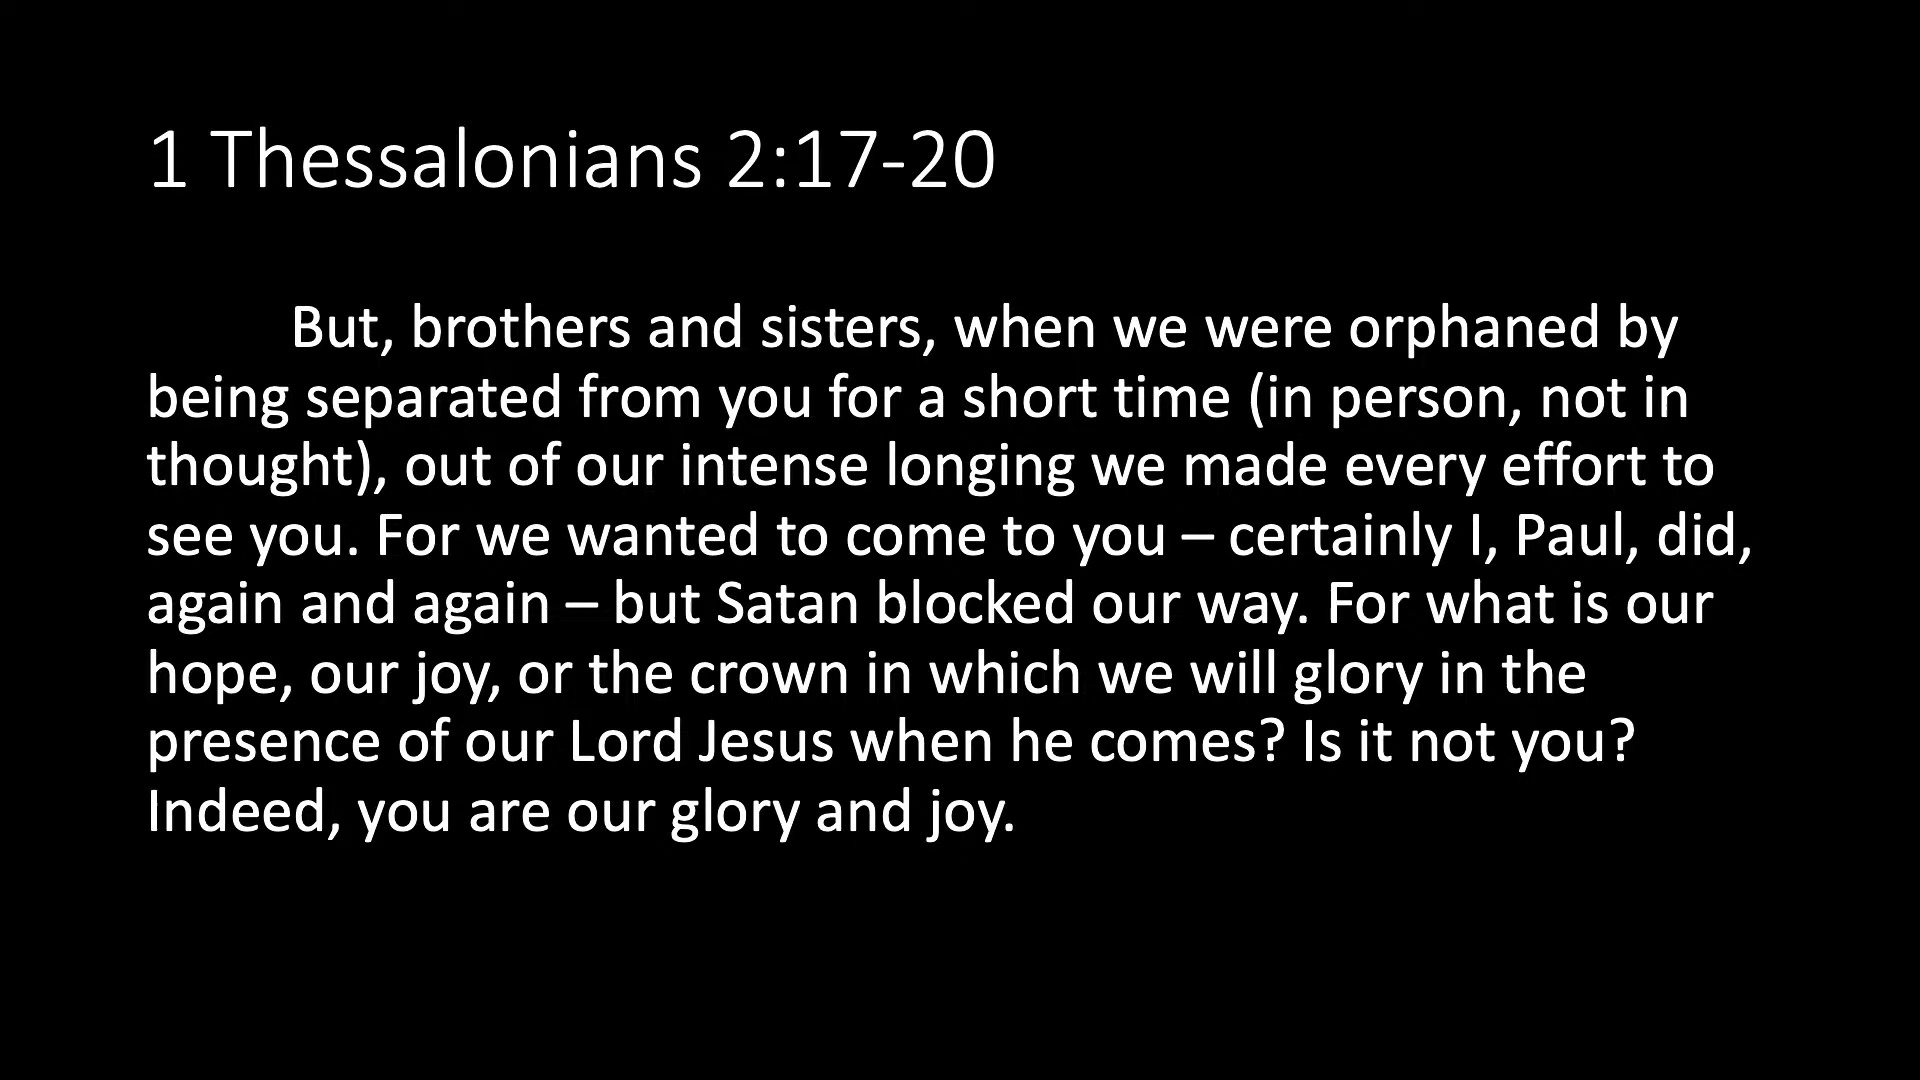 1 Thessalonians 2:17-20
But, brothers and sisters, when we were orphaned by
being separated from you for a short time (in person, not in
thought), out of our intense longing we made every effort to
see you. For we wanted to come to you – certainly I, Paul, did,
again and again – but Satan blocked our way. For what is our
hope, our joy, or the crown in which we will glory in the
presence of our Lord Jesus when he comes? Is it not you?
Indeed, you are our glory and joy.